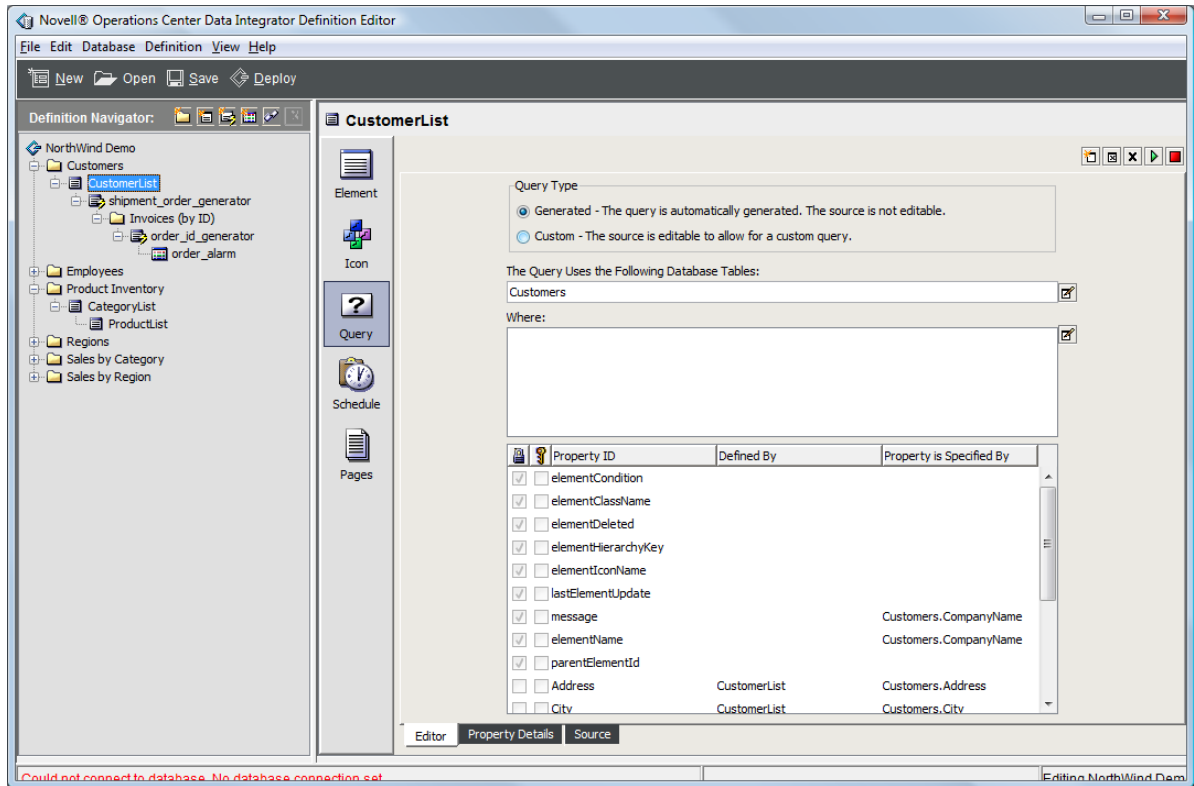 Novell® Operations Center Data Integrator Definition Editor
File Edit Database Definition View Help
New Open Save Deploy
Definition Navigator:
NorthWind Demo
Customers
CustomerList
shipment_order_generator
Invoices (by ID)
order_id_generator
order_alarm
Employees
Product Inventory
CategoryList
ProductList
Regions
Sales by Category
Sales by Region
CustomerList
Element
Icon
Query
Schedule
Pages
Query Type
Generated - The query is automatically generated. The source is not editable.
Custom - The source is editable to allow for a custom query.
The Query Uses the Following Database Tables:
Customers
Where:
Property ID Defined By Property is Specified By
elementCondition
elementClassName
elementDeleted
elementHierarchyKey
elementIconName
lastElementUpdate
message Customers.CompanyName
elementName Customers.CompanyName
parentElementId
Address CustomerList Customers.Address
City CustomerList Customers.City
Editor Property Details Source
Could not connect to database. No database connection set. Editing NorthWind Dem